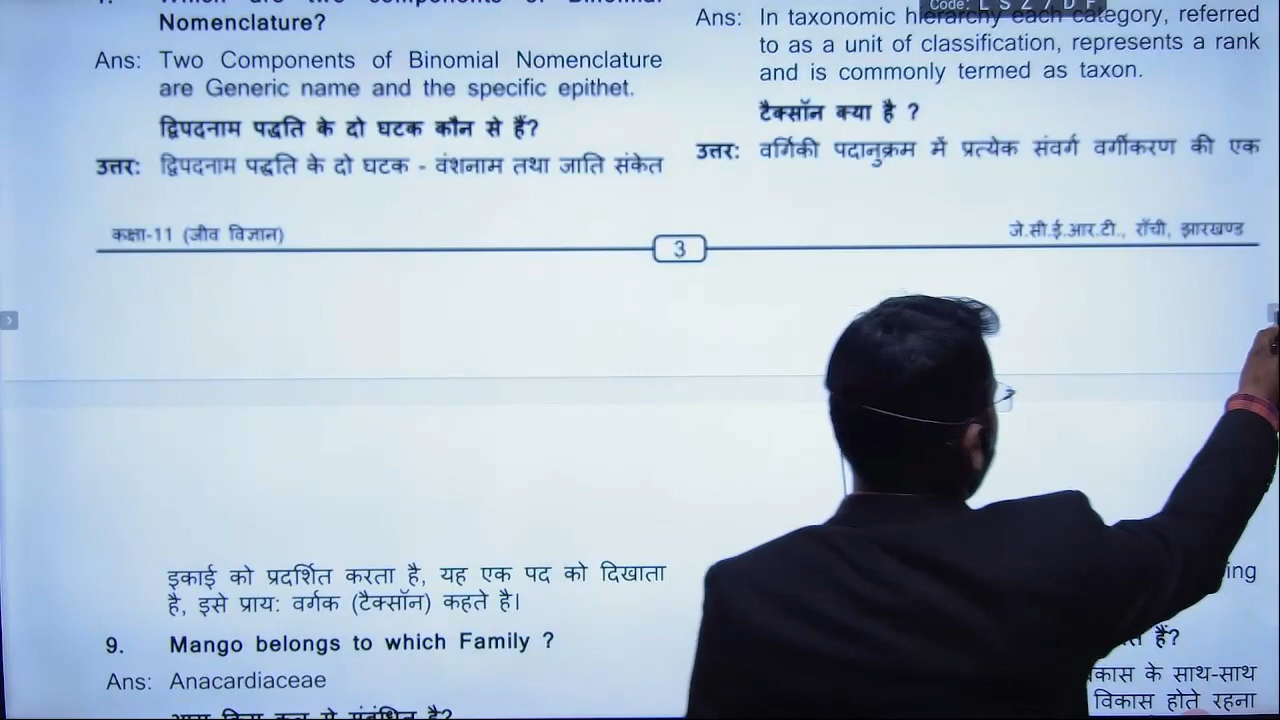 Nomenclature?
Ans: Two Components of Binomial Nomenclature
are Generic name and the specific epithet.
द्विपदनाम पद्धति के दो घटक कौन से हैं?
उत्तर: द्विपदनाम पद्धति के दो घटक - वंशनाम तथा जाति संकेत
Code: L S Z 7 D F
Ans: In taxonomic hierarchy each category, referred
to as a unit of classification, represents a rank
and is commonly termed as taxon.
टैक्सॉन क्या है ?
उत्तर: वर्गिकी पदानुक्रम में प्रत्येक संवर्ग वर्गीकरण की एक
कक्षा-11 (जीव विज्ञान)
3
जे.सी.ई.आर.टी., राँची, झारखण्ड
इकाई को प्रदर्शित करता है, यह एक पद को दिखाता
है, इसे प्राय: वर्गक (टैक्सॉन) कहते है।
9. Mango belongs to which Family ?
Ans: Anacardiaceae
हैं?
के साथ-साथ
विकास होते रहना